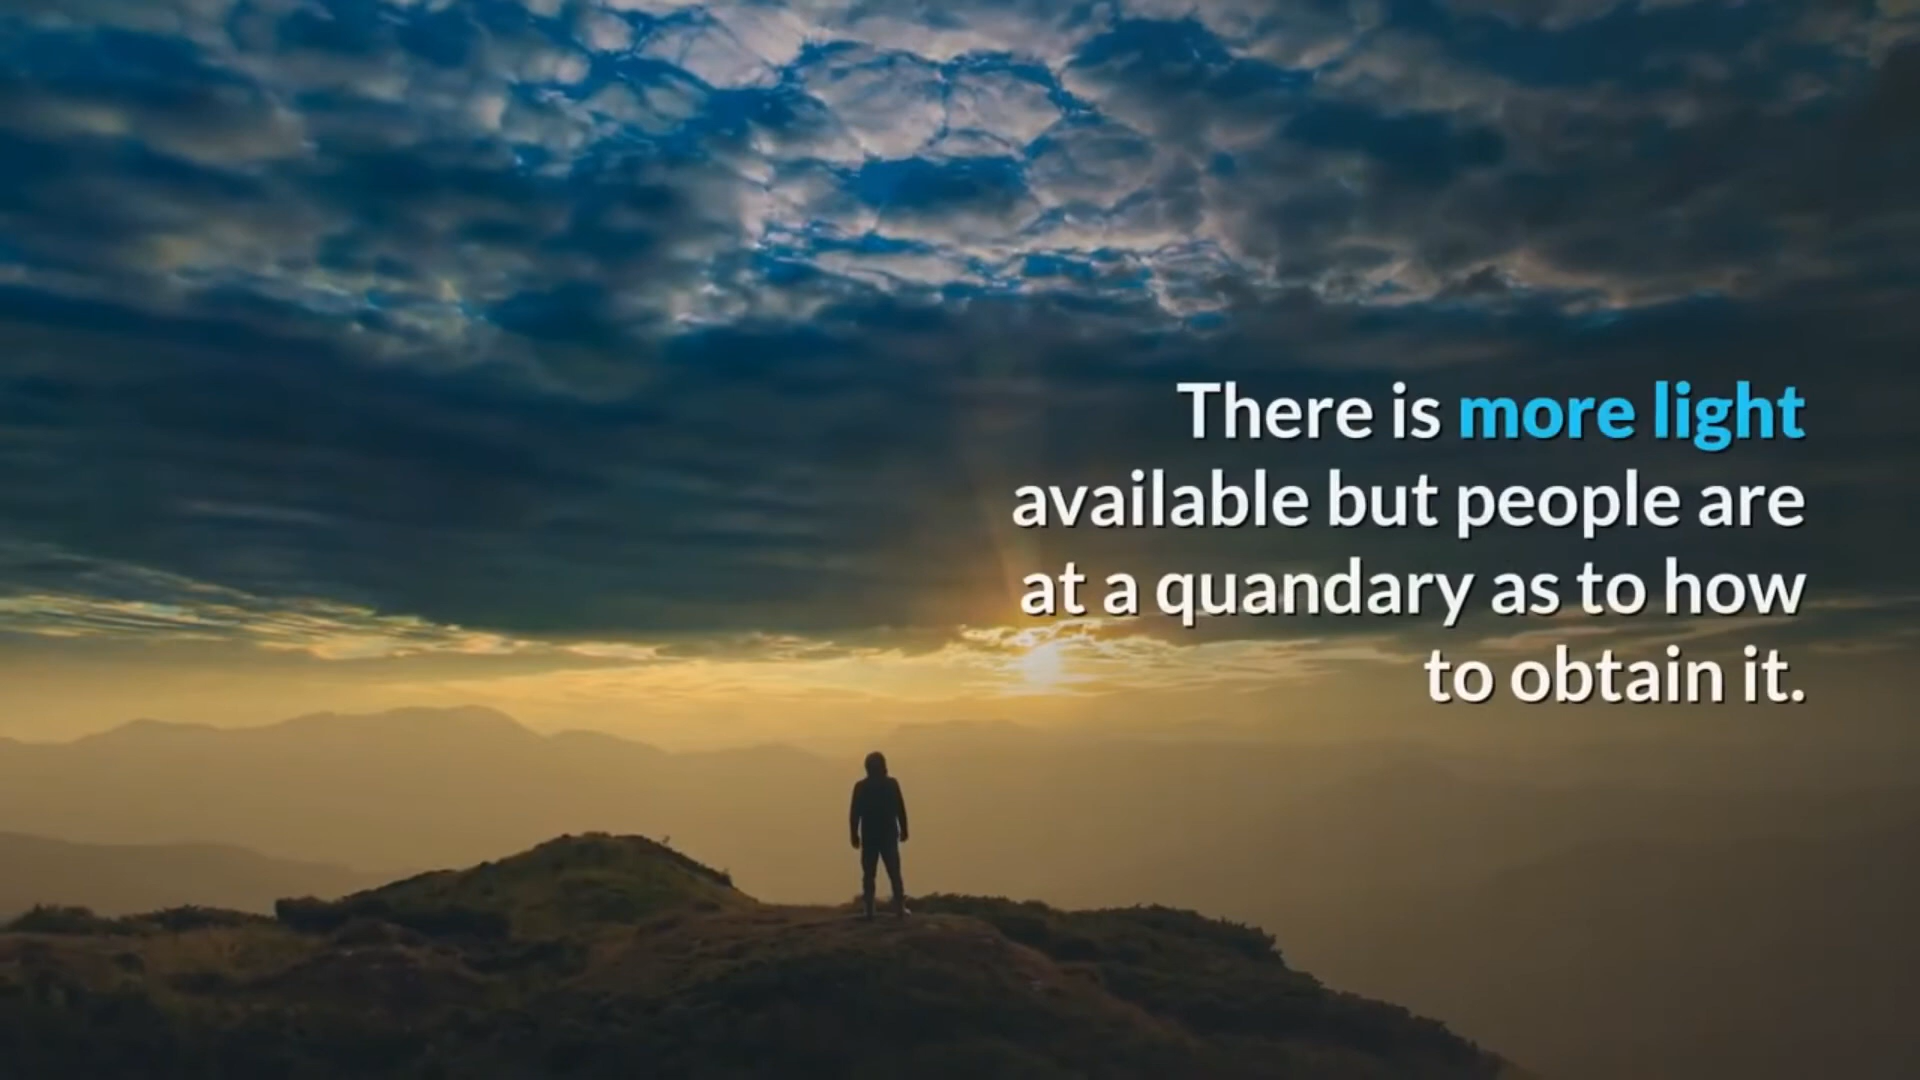 There is more light
available but people are
at a quandary as to how
to obtain it.